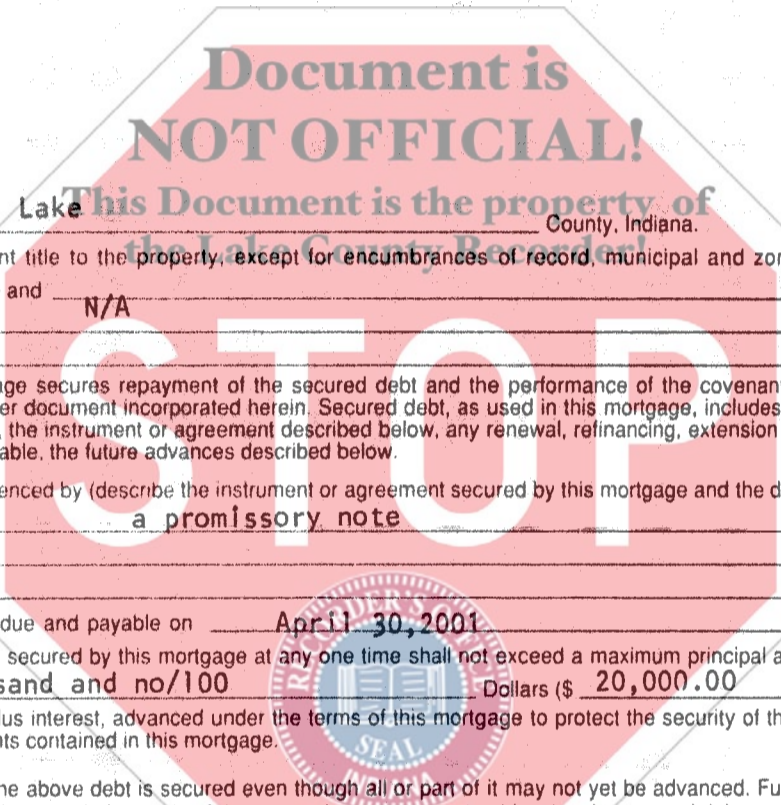 Document is
NOT OFFICIAL!
This Document is the property of
the Lake County Recorder!
Lake County, Indiana.
nt title to the property, except for encumbrances of record, municipal and zon
and
N/A
STOP
ge secures repayment of the secured debt and the performance of the covenan
er document incorporated herein. Secured debt, as used in this mortgage, includes
, the instrument or agreement described below, any renewal, refinancing, extension
able, the future advances described below.
enced by (describe the instrument or agreement secured by this mortgage and the d
a promissory note
due and payable on April 30,2001
secured by this mortgage at any one time shall not exceed a maximum principal a
sand and no/100 Dollars ($ 20,000.00
lus interest, advanced under the terms of this mortgage to protect the security of th
nts contained in this mortgage.
RECORDER'S OFFICE
SEAL
INDIANA
he above debt is secured even though all or part of it may not yet be advanced. Fu